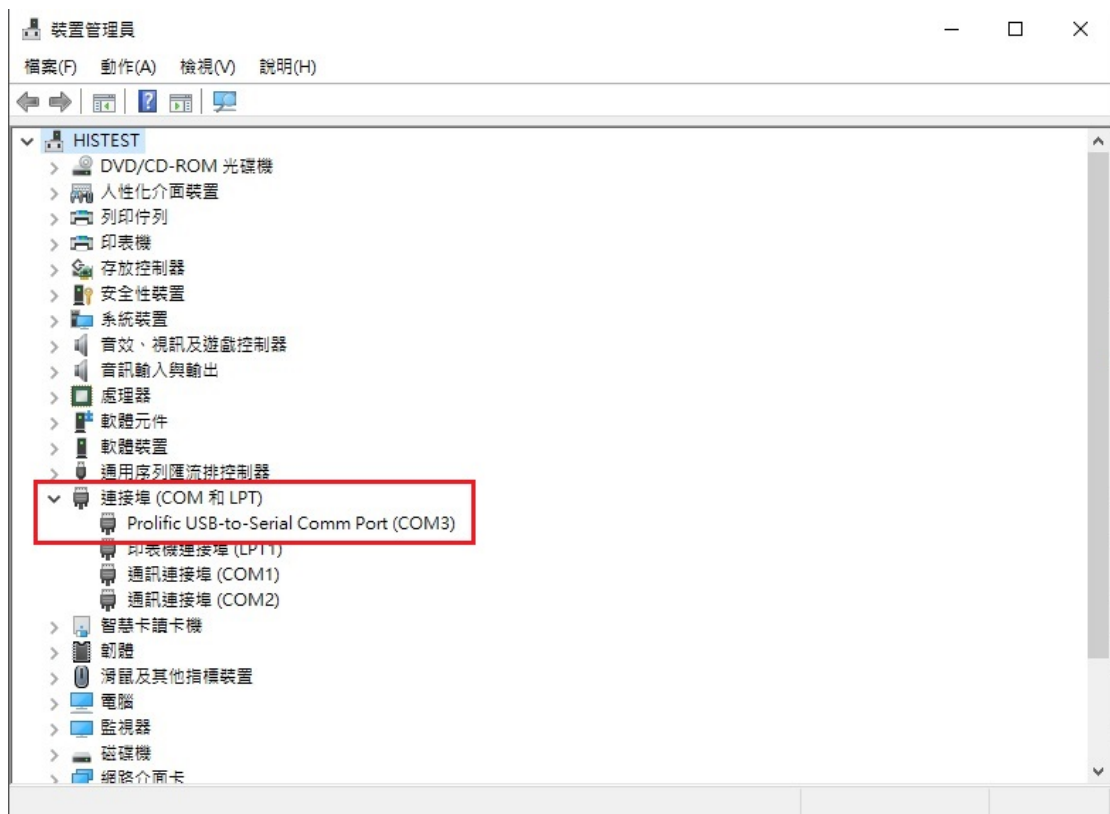 裝置管理員
檔案(F) 動作(A) 檢視(V) 說明(H)
HISTEST
DVD/CD-ROM 光碟機
人性化介面裝置
列印佇列
印表機
存放控制器
安全性裝置
系統裝置
音效、視訊及遊戲控制器
音訊輸入與輸出
處理器
軟體元件
軟體裝置
通用序列匯流排控制器
連接埠 (COM 和 LPT)
Prolific USB-to-Serial Comm Port (COM3)
印表機連接埠 (LPT1)
通訊連接埠 (COM1)
通訊連接埠 (COM2)
智慧卡讀卡機
韌體
滑鼠及其他指標裝置
電腦
監視器
磁碟機
網路介面卡